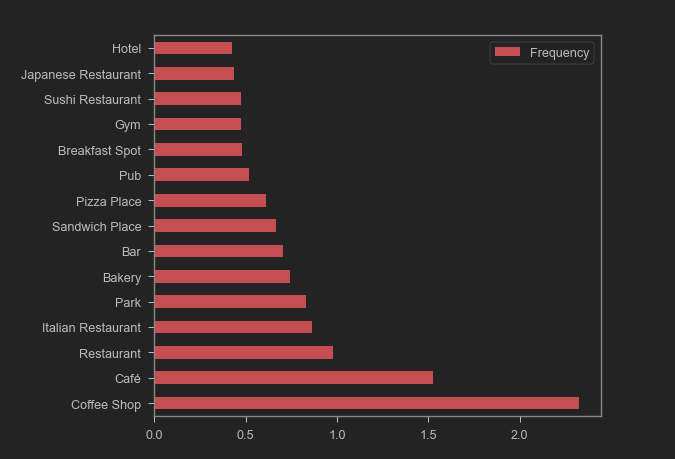 Frequency
Hotel
Japanese Restaurant
Sushi Restaurant
Gym
Breakfast Spot
Pub
Pizza Place
Sandwich Place
Bar
Bakery
Park
Italian Restaurant
Restaurant
Café
Coffee Shop
0.0 0.5 1.0 1.5 2.0